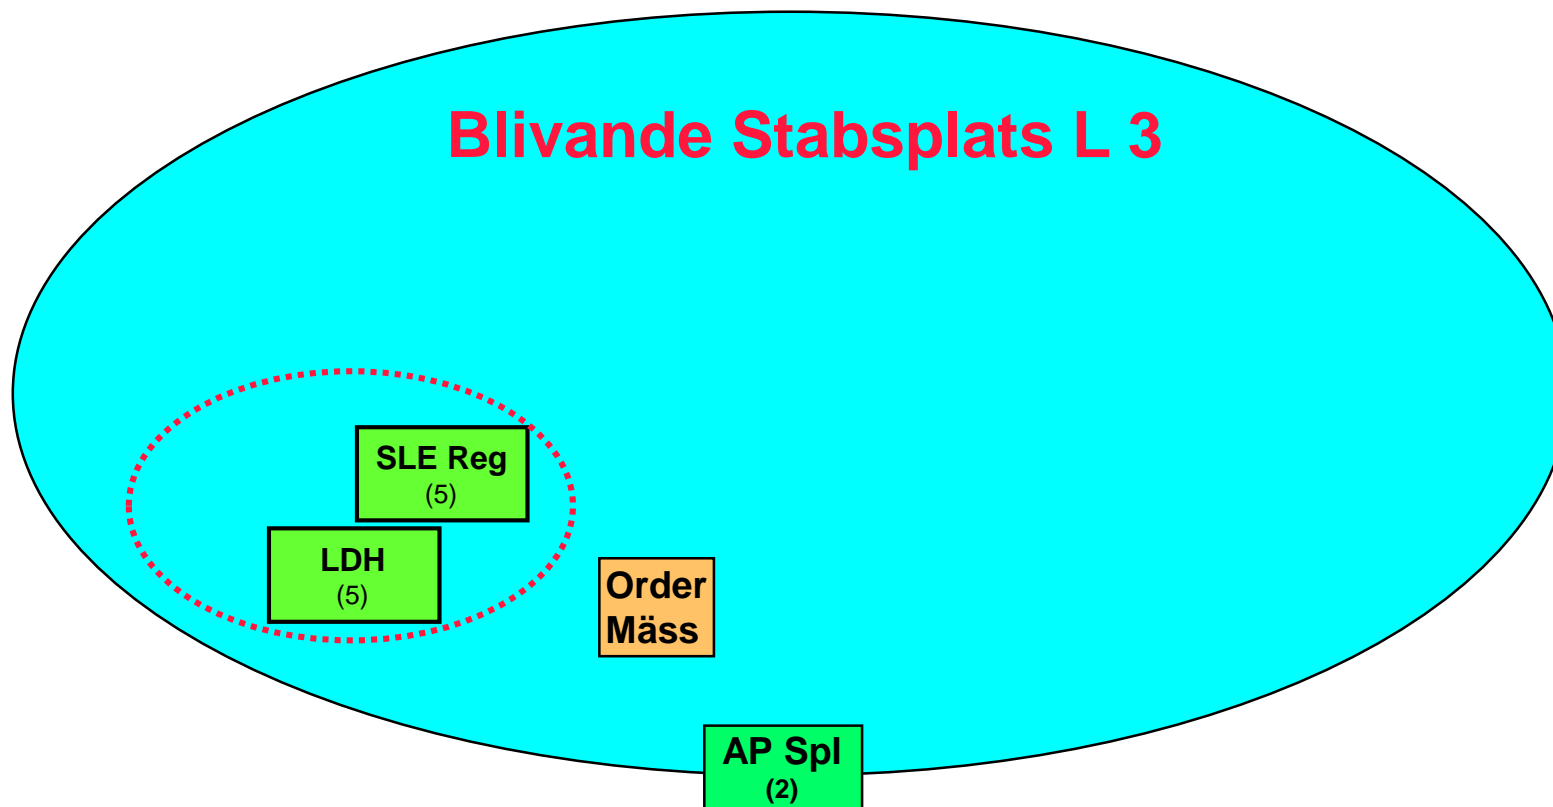 Blivande Stabsplats L 3
SLE Reg
(5)
LDH
(5)
Order
Mäss
AP Spl
(2)